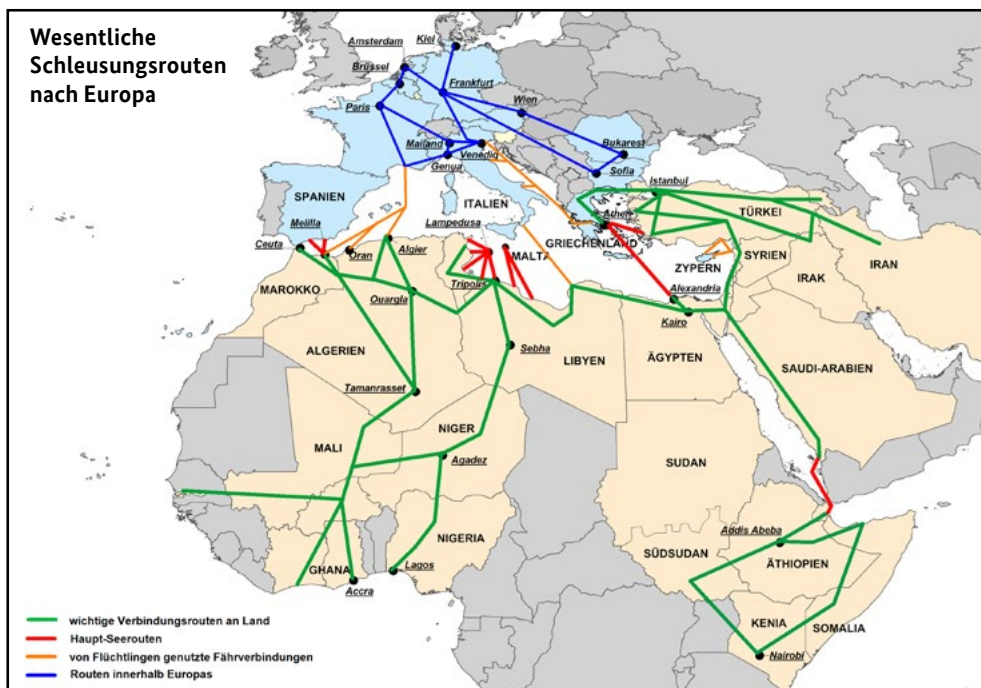 Wesentliche
Schleusungsrouten
nach Europa
Amsterdam
Kiel
Brüssel
Frankfurt
Paris
Wien
Mailand
Venedig
Bukarest
Genua
Sofia
Istanbul
SPANIEN
ITALIEN
TÜRKEI
Melilla
Lampedusa
Athen
Ceuta
Oran
Algier
MALTA
GRIECHENLAND
ZYPERN
SYRIEN
IRAK
IRAN
MAROKKO
Tripolis
Alexandria
Ouargla
Kairo
ALGERIEN
Sebha
LIBYEN
ÄGYPTEN
SAUDI-ARABIEN
Tamanrasset
NIGER
MALI
Agadez
SUDAN
NIGERIA
Addis Abeba
SÜDSUDAN
ÄTHIOPIEN
GHANA
Lagos
Accra
KENIA
SOMALIA
Nairobi
wichtige Verbindungsrouten an Land
Haupt-Seerouten
von Flüchtlingen genutzte Fährverbindungen
Routen innerhalb Europas